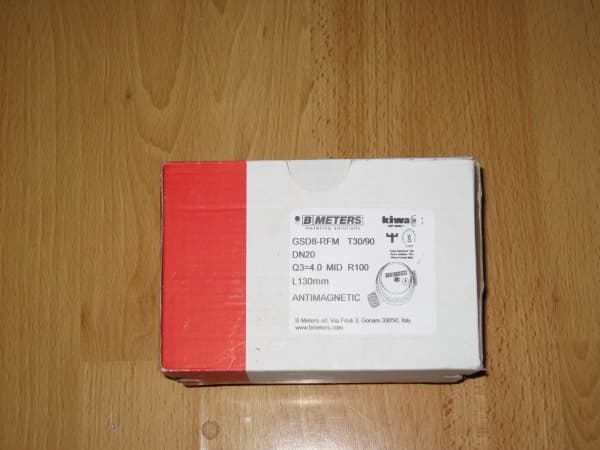 B METERS
metering solutions
kiwa
GSD8-RFM T30/90
DN20
Q3=4.0 MID R100
L130mm
ANTIMAGNETIC
B Meters srl, Via Friuli 3, Gonars 33050, Italy
www.bmeters.com